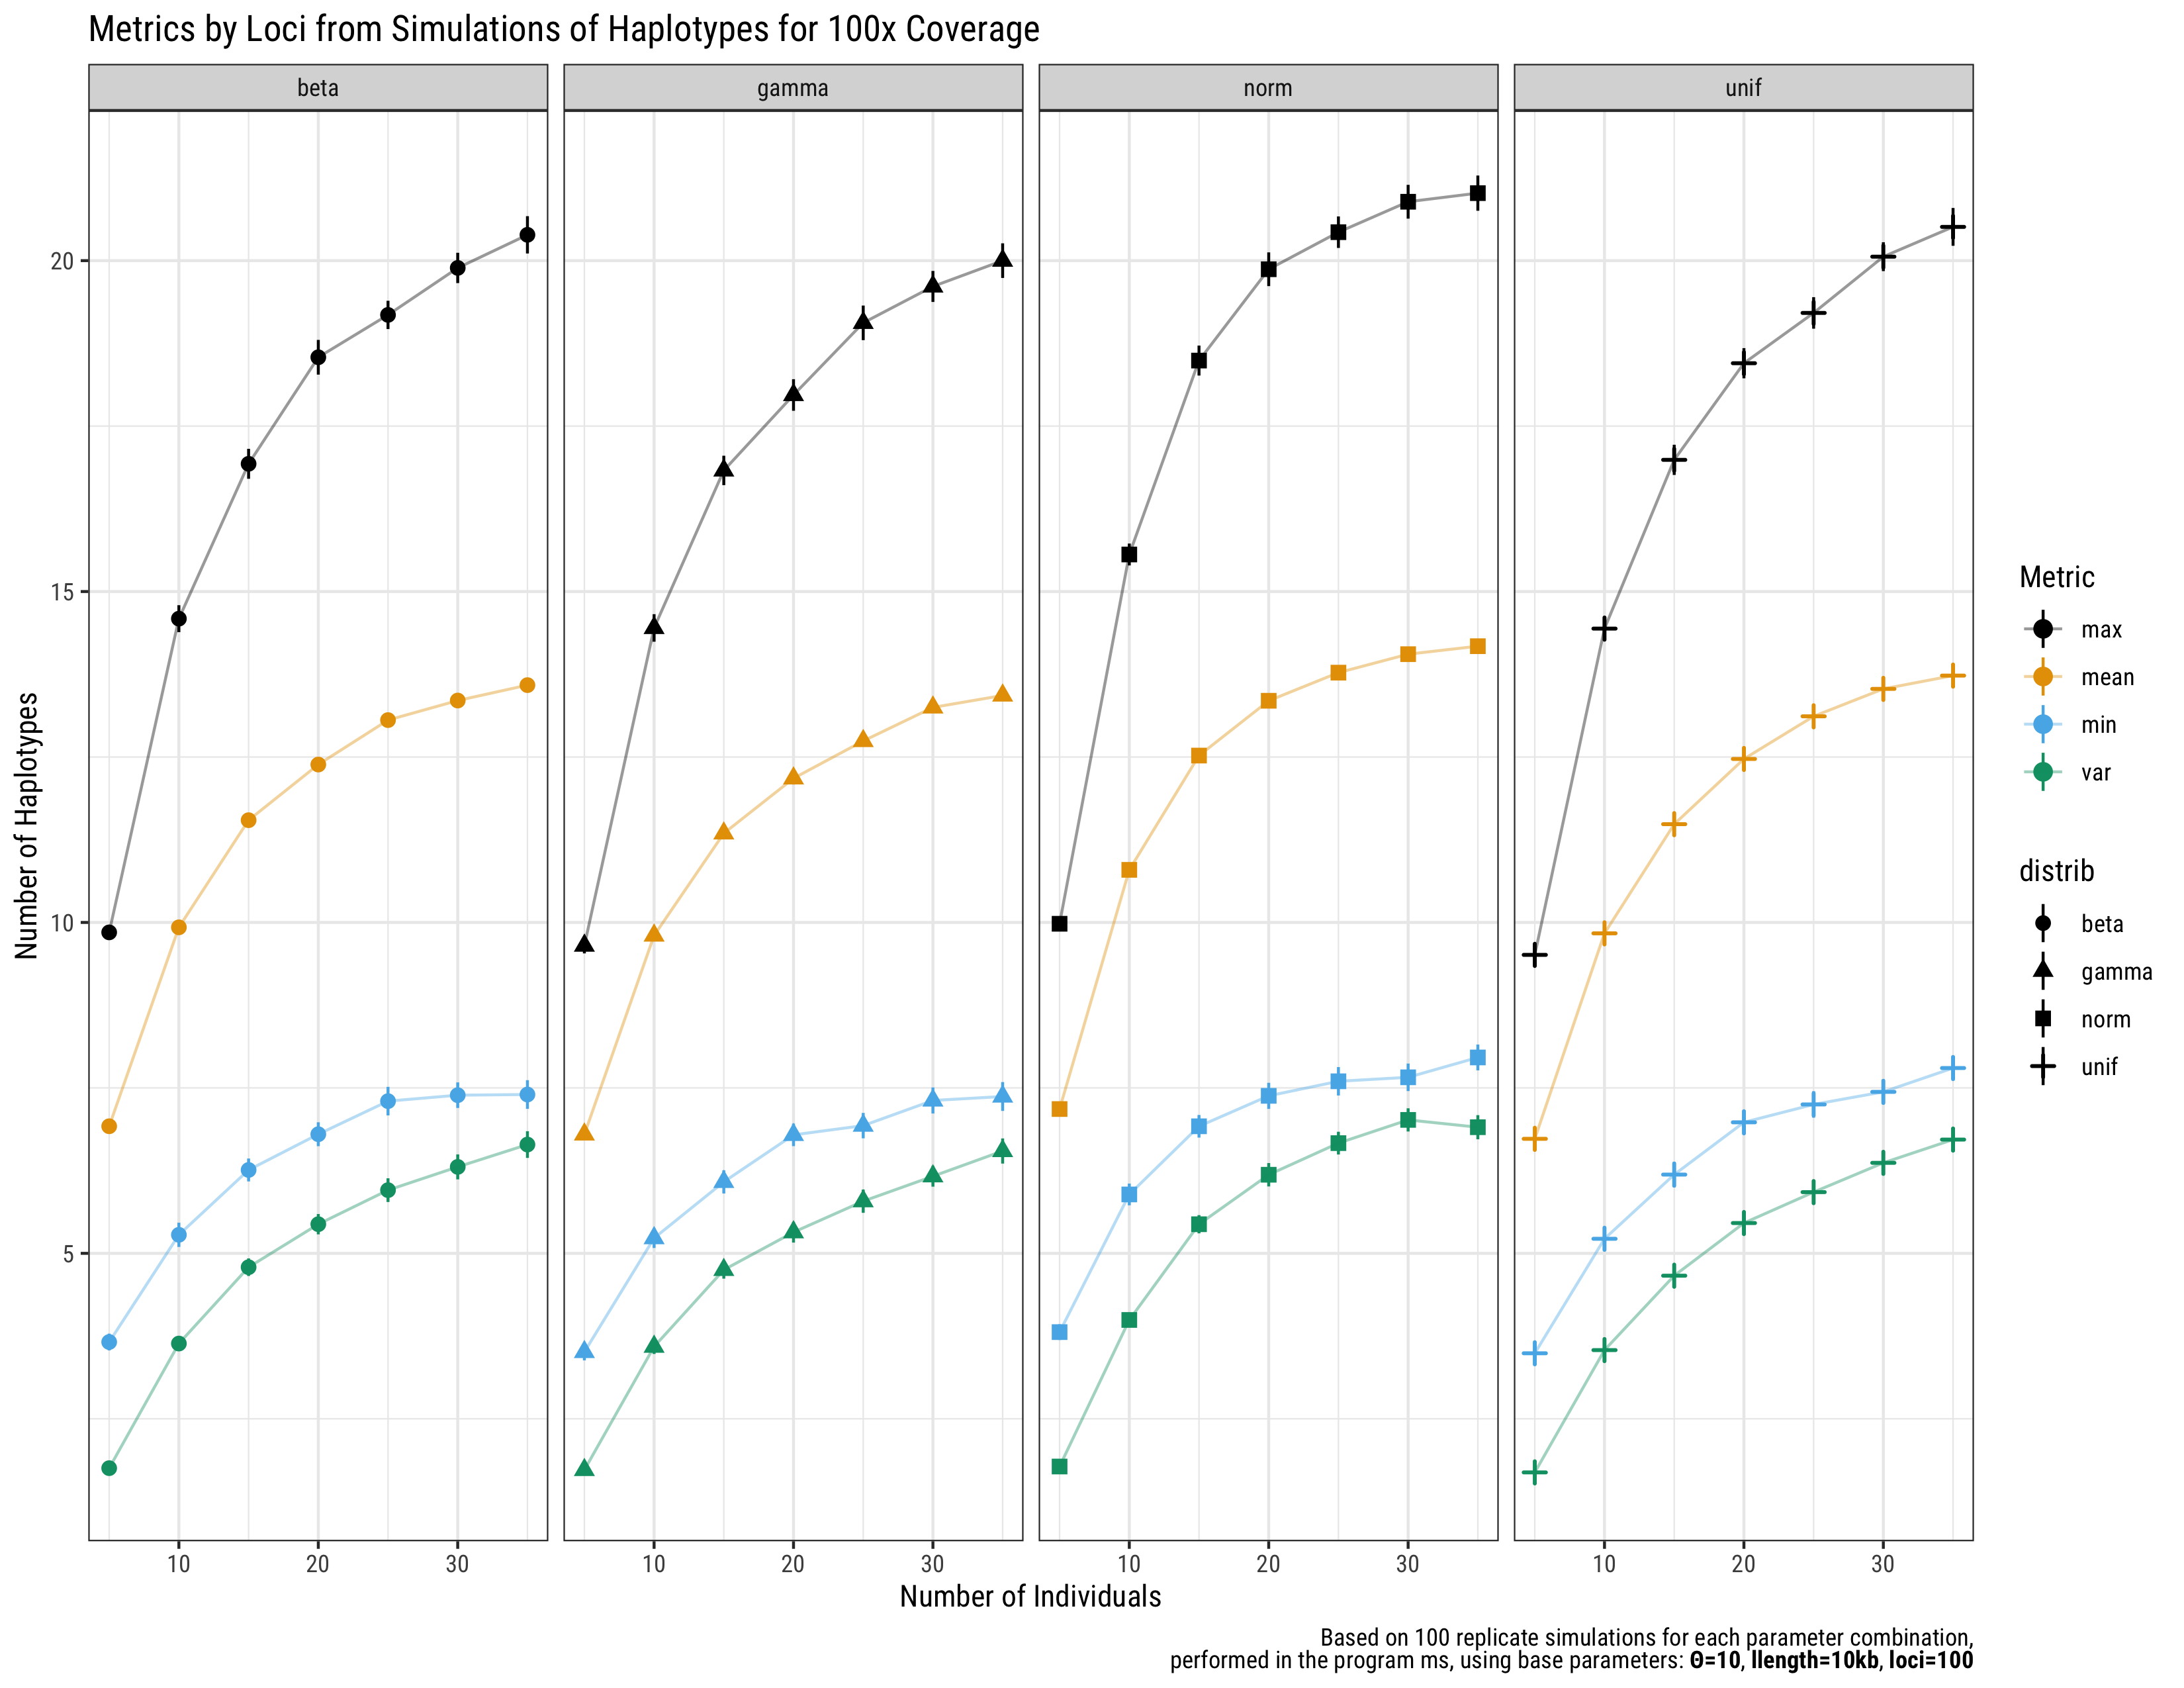 Metrics by Loci from Simulations of Haplotypes for 100x Coverage
beta
gamma
norm
unif
Number of Haplotypes
20
15
10
5
10 20 30
10 20 30
10 20 30
10 20 30
Number of Individuals
Metric
max
mean
min
var
distrib
beta
gamma
norm
unif
Based on 100 replicate simulations for each parameter combination,
performed in the program ms, using base parameters: Θ=10, llength=10kb, loci=100